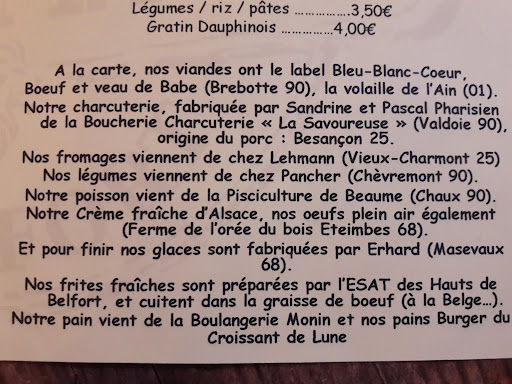 Légumes / riz / pâtes ................3,50€
Gratin Dauphinois ...............4,00€
A la carte, nos viandes ont le label Bleu-Blanc-Coeur,
Boeuf et veau de Babe (Brebotte 90), la volaille de l'Ain (01).
Notre charcuterie, fabriquée par Sandrine et Pascal Pharisien
de la Boucherie Charcuterie « La Savoureuse » (Valdoie 90),
origine du porc : Besançon 25.
Nos fromages viennent de chez Lehmann (Vieux-Charmont 25)
Nos légumes viennent de chez Pancher (Chèvremont 90).
Notre poisson vient de la Pisciculture de Beaume (Chaux 90).
Notre Crème fraîche d'Alsace, nos oeufs plein air également
(Ferme de l'orée du bois Eteimbes 68).
Et pour finir nos glaces sont fabriquées par Erhard (Masevaux
68).
Nos frites fraîches sont préparées par l'ESAT des Hauts de
Belfort, et cuitent dans la graisse de boeuf (à la Belge...).
Notre pain vient de la Boulangerie Monin et nos pains Burger du
Croissant de Lune